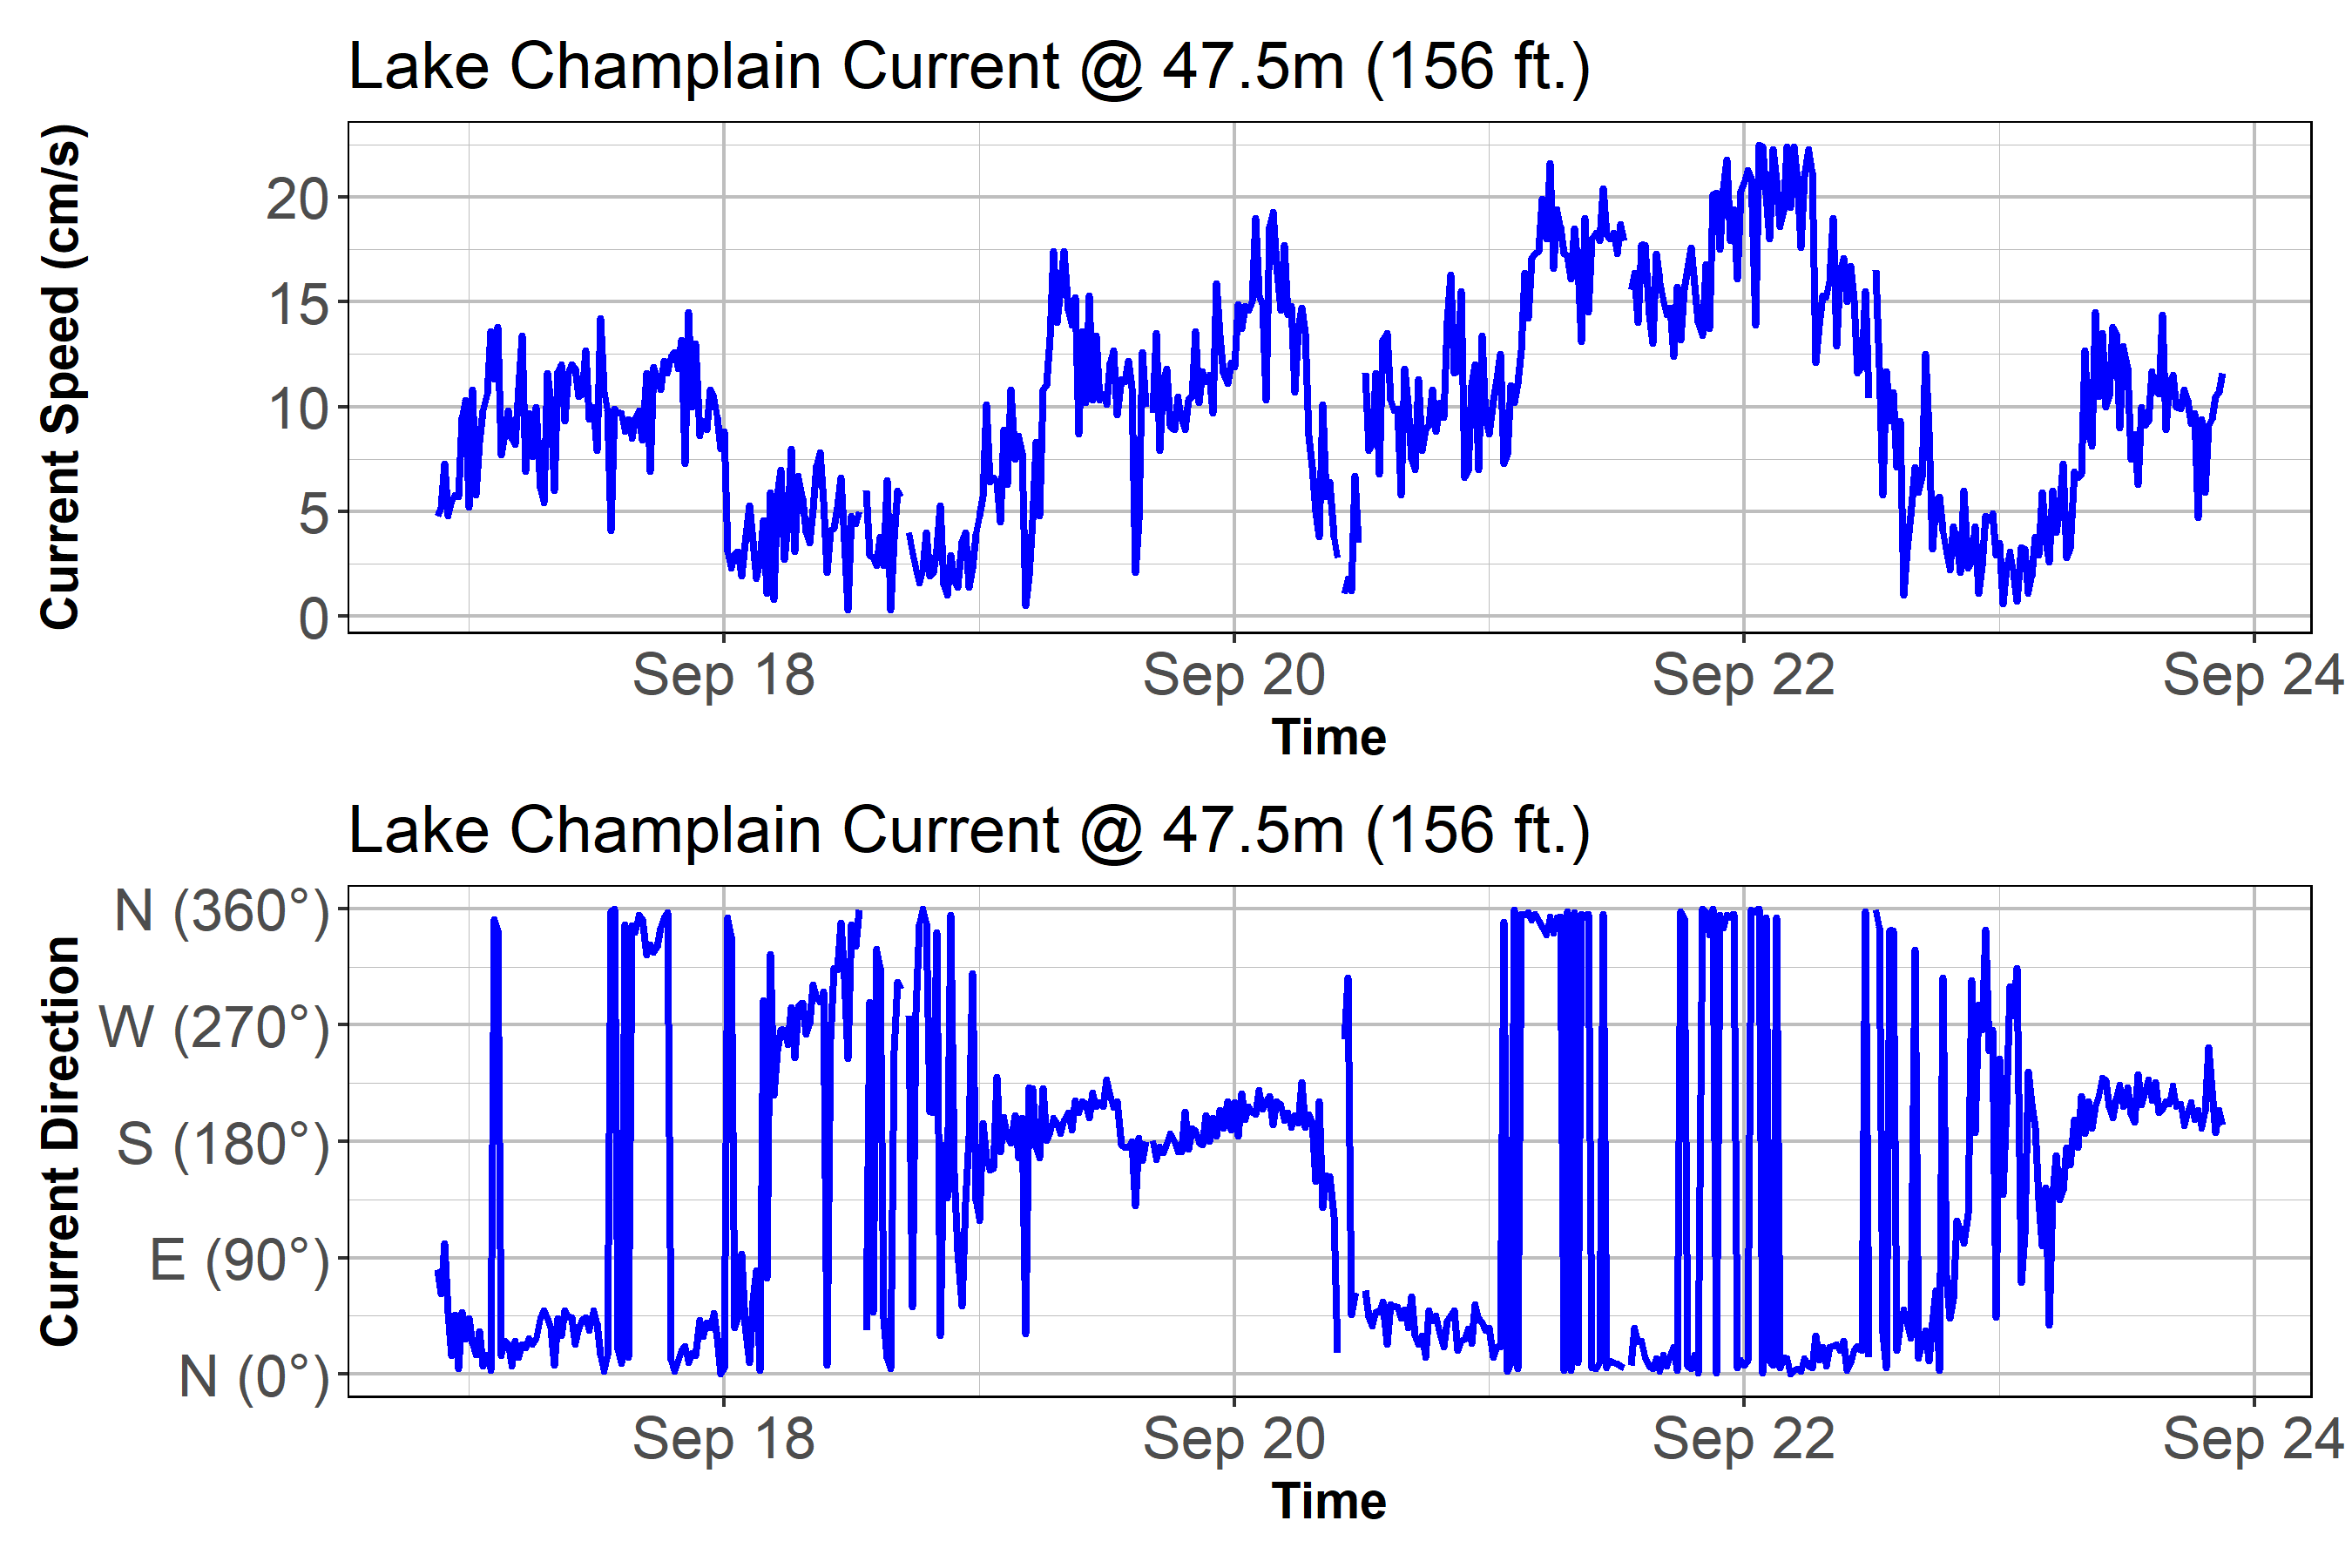 Lake Champlain Current @ 47.5m (156 ft.)
Current Speed (cm/s)
20
15
10
5
0
Sep 18
Sep 20
Sep 22
Sep 24
Time
Lake Champlain Current @ 47.5m (156 ft.)
Current Direction
N (360°)
W (270°)
S (180°)
E (90°)
N (0°)
Sep 18
Sep 20
Sep 22
Sep 24
Time